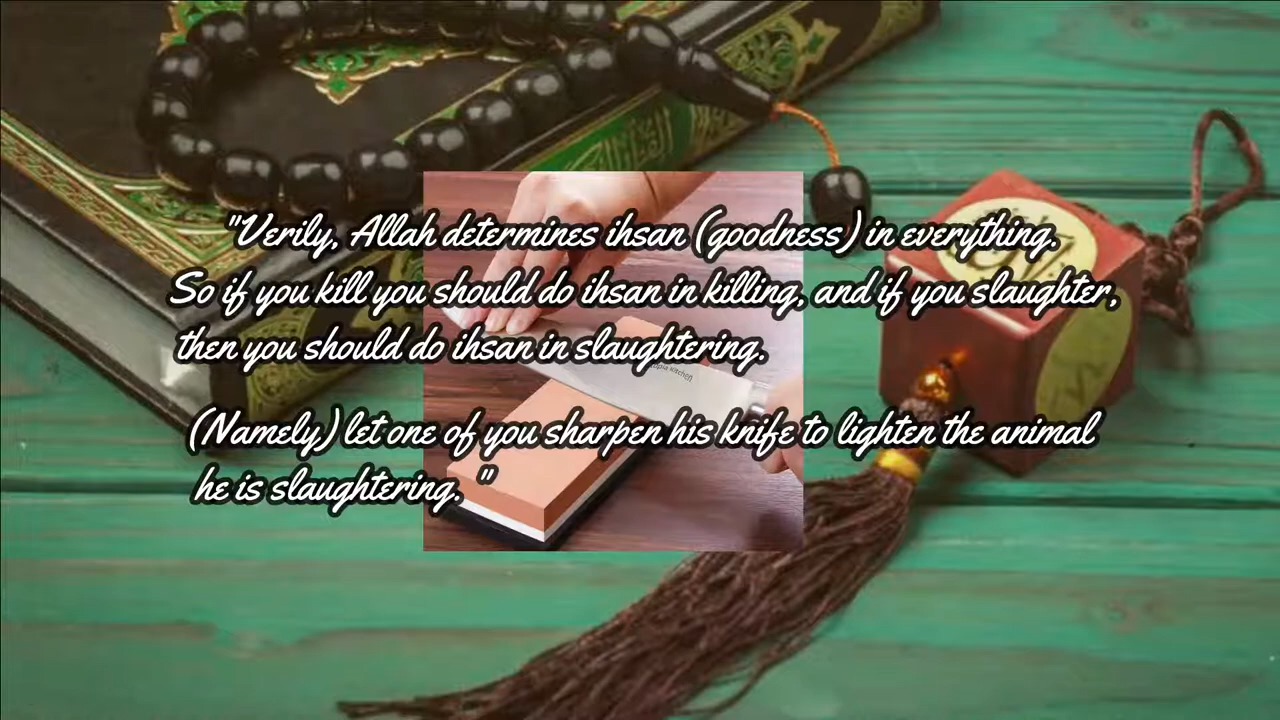 "Verily, Allah determines ihsan (goodness) in everything.
So if you kill you should do ihsan in killing, and if you slaughter,
then you should do ihsan in slaughtering.
(Namely) let one of you sharpen his knife to lighten the animal
he is slaughtering. "